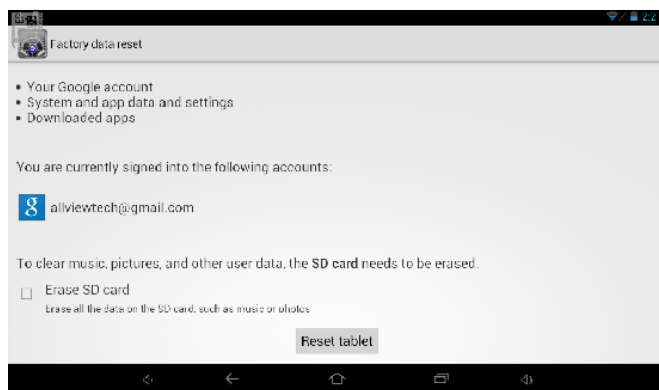 2:2
Factory data reset
• Your Google account
• System and app data and settings
• Downloaded apps
You are currently signed into the following accounts:
g allviewtech@gmail.com
To clear music, pictures, and other user data, the SD card needs to be erased.
Erase SD card
Erase all the data on the SD card, such as music or photos
Reset tablet